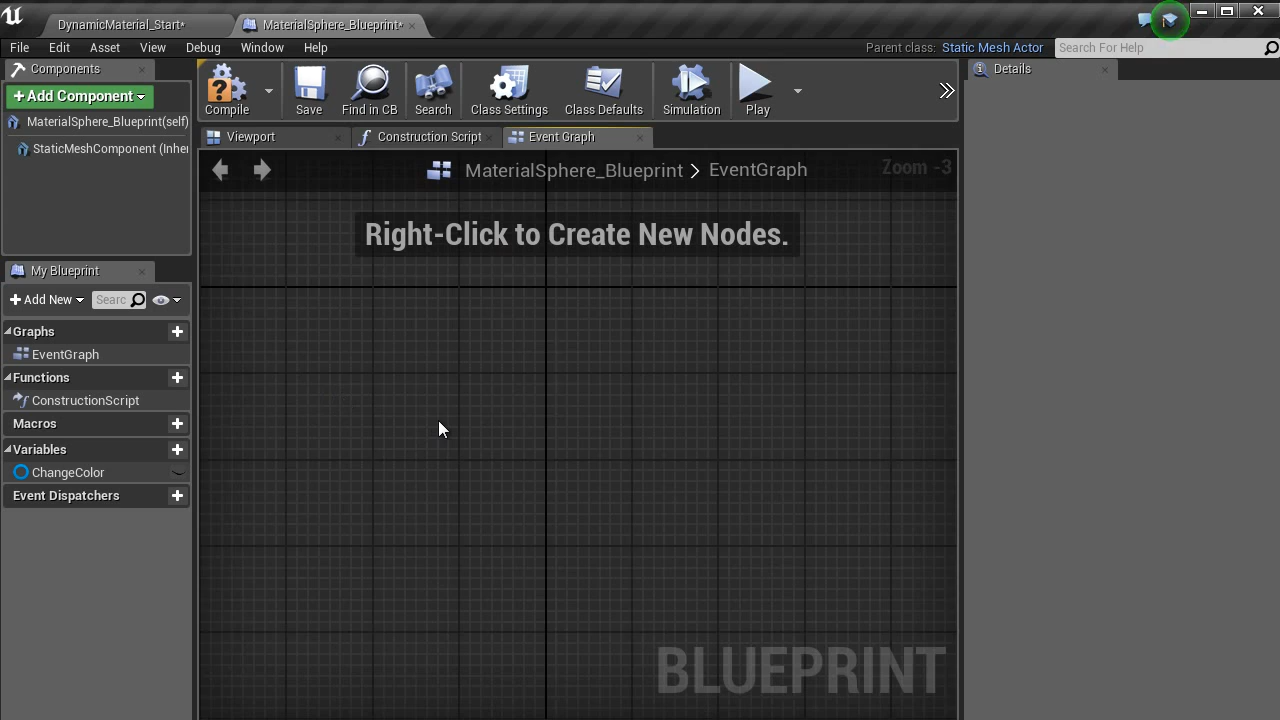 DynamicMaterial_Start*
MaterialSphere_Blueprint*
File Edit Asset View Debug Window Help
Parent class: Static Mesh Actor
Search For Help
Components
+ Add Component
MaterialSphere_Blueprint(self)
StaticMeshComponent (Inher
Compile Save Find in CB Search Class Settings Class Defaults Simulation Play
Details
Viewport
Construction Script
Event Graph
MaterialSphere_Blueprint > EventGraph
Zoom -3
Right-Click to Create New Nodes.
My Blueprint
+ Add New
Searc
Graphs
EventGraph
Functions
ConstructionScript
Macros
Variables
ChangeColor
Event Dispatchers
BLUEPRINT